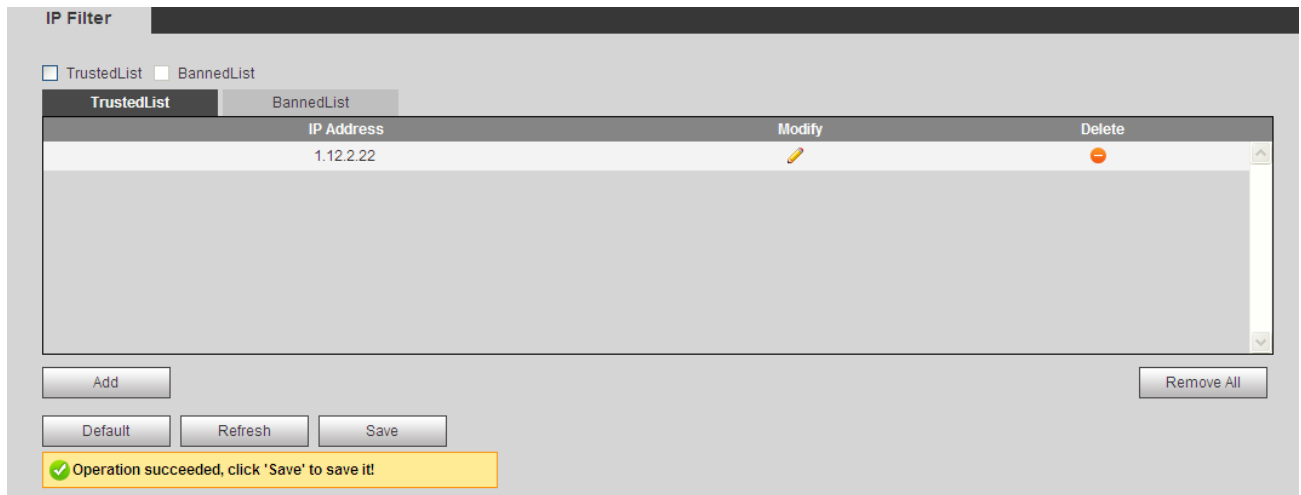 IP Filter
TrustedList BannedList
TrustedList BannedList
IP Address Modify Delete
1.12.2.22
Add Remove All
Default Refresh Save
Operation succeeded, click 'Save' to save it!